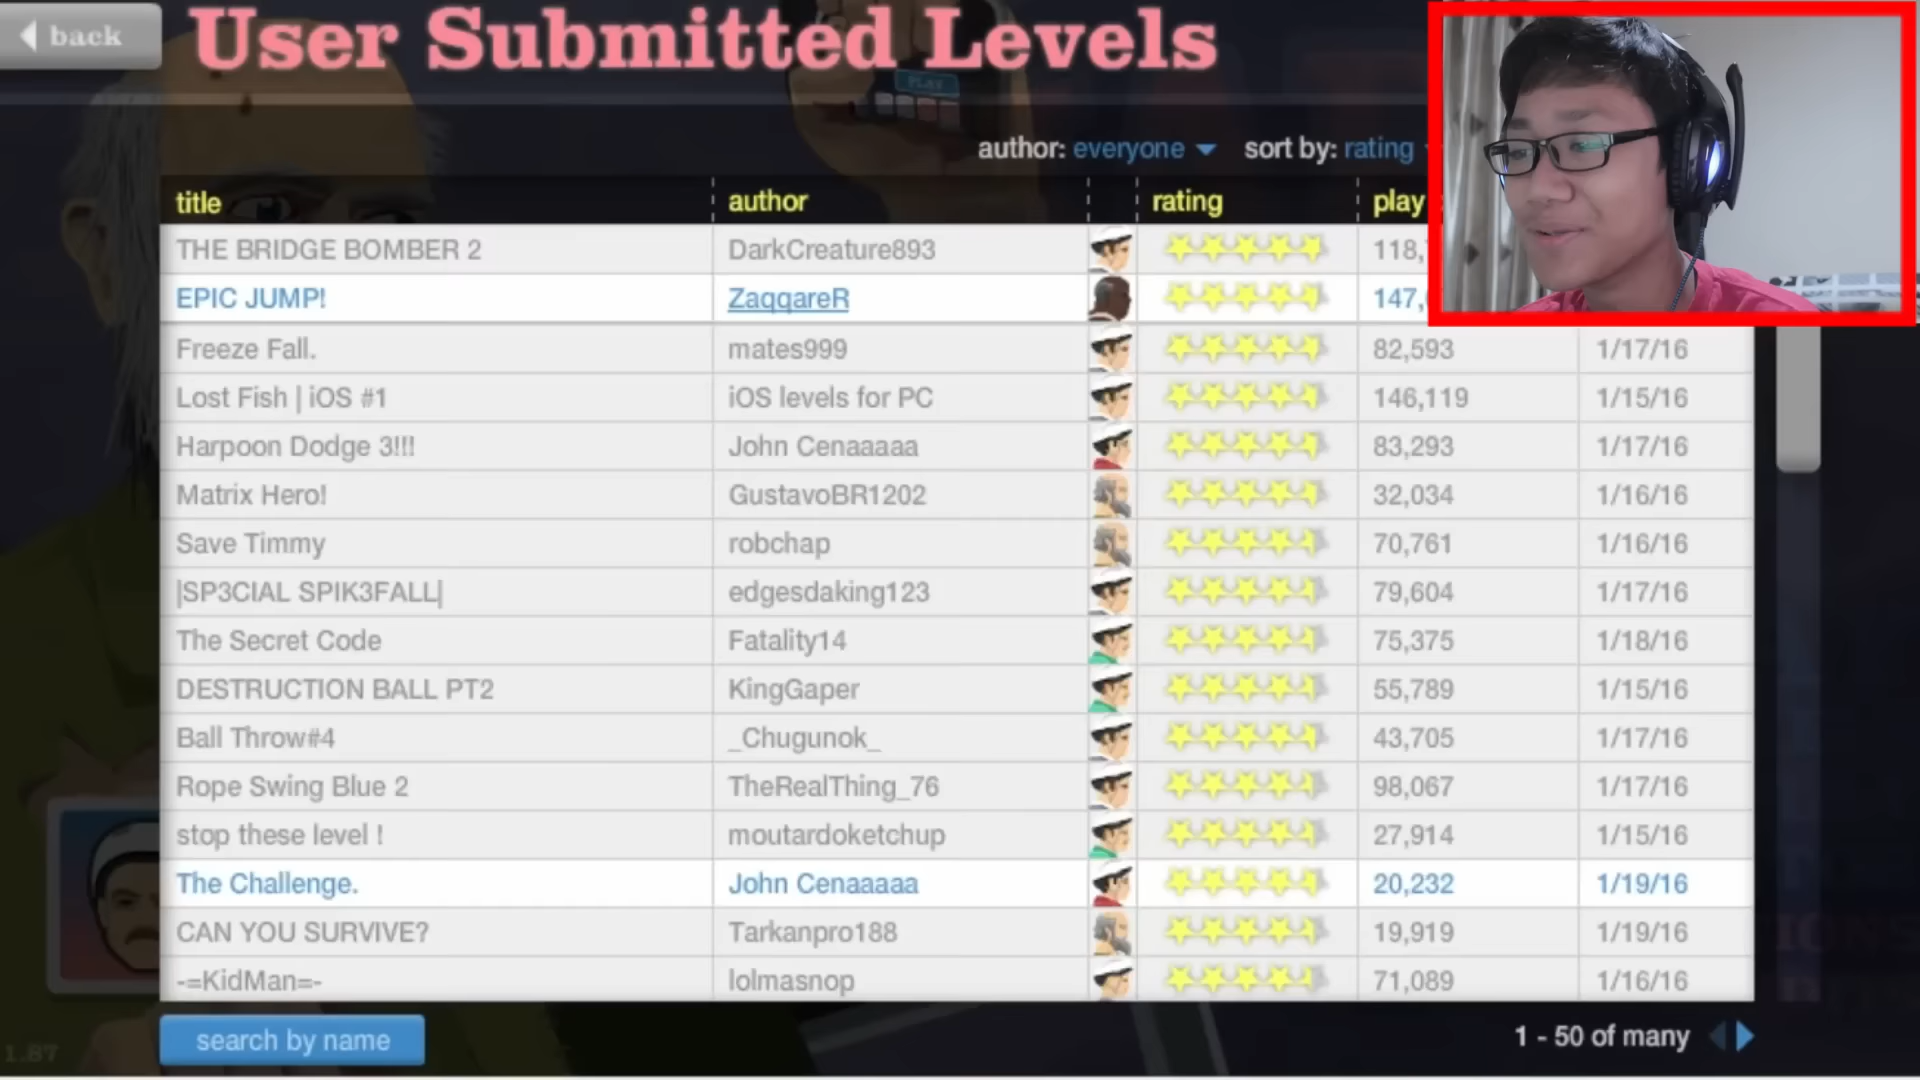 back
User Submitted Levels
PLAY
author: everyone sort by: rating
title author rating play
THE BRIDGE BOMBER 2 DarkCreature893 118,
EPIC JUMP! ZaqqareR 147,
Freeze Fall. mates999 82,593 1/17/16
Lost Fish | iOS #1 iOS levels for PC 146,119 1/15/16
Harpoon Dodge 3!!! John Cenaaaaa 83,293 1/17/16
Matrix Hero! GustavoBR1202 32,034 1/16/16
Save Timmy robchap 70,761 1/16/16
|SP3CIAL SPIK3FALL| edgesdaking123 79,604 1/17/16
The Secret Code Fatality14 75,375 1/18/16
DESTRUCTION BALL PT2 KingGaper 55,789 1/15/16
Ball Throw#4 _Chugunok_ 43,705 1/17/16
Rope Swing Blue 2 TheRealThing_76 98,067 1/17/16
stop these level ! moutardoketchup 27,914 1/15/16
The Challenge. John Cenaaaaa 20,232 1/19/16
CAN YOU SURVIVE? Tarkanpro188 19,919 1/19/16
-=KidMan=- lolmasnop 71,089 1/16/16
search by name 1 - 50 of many
1.87